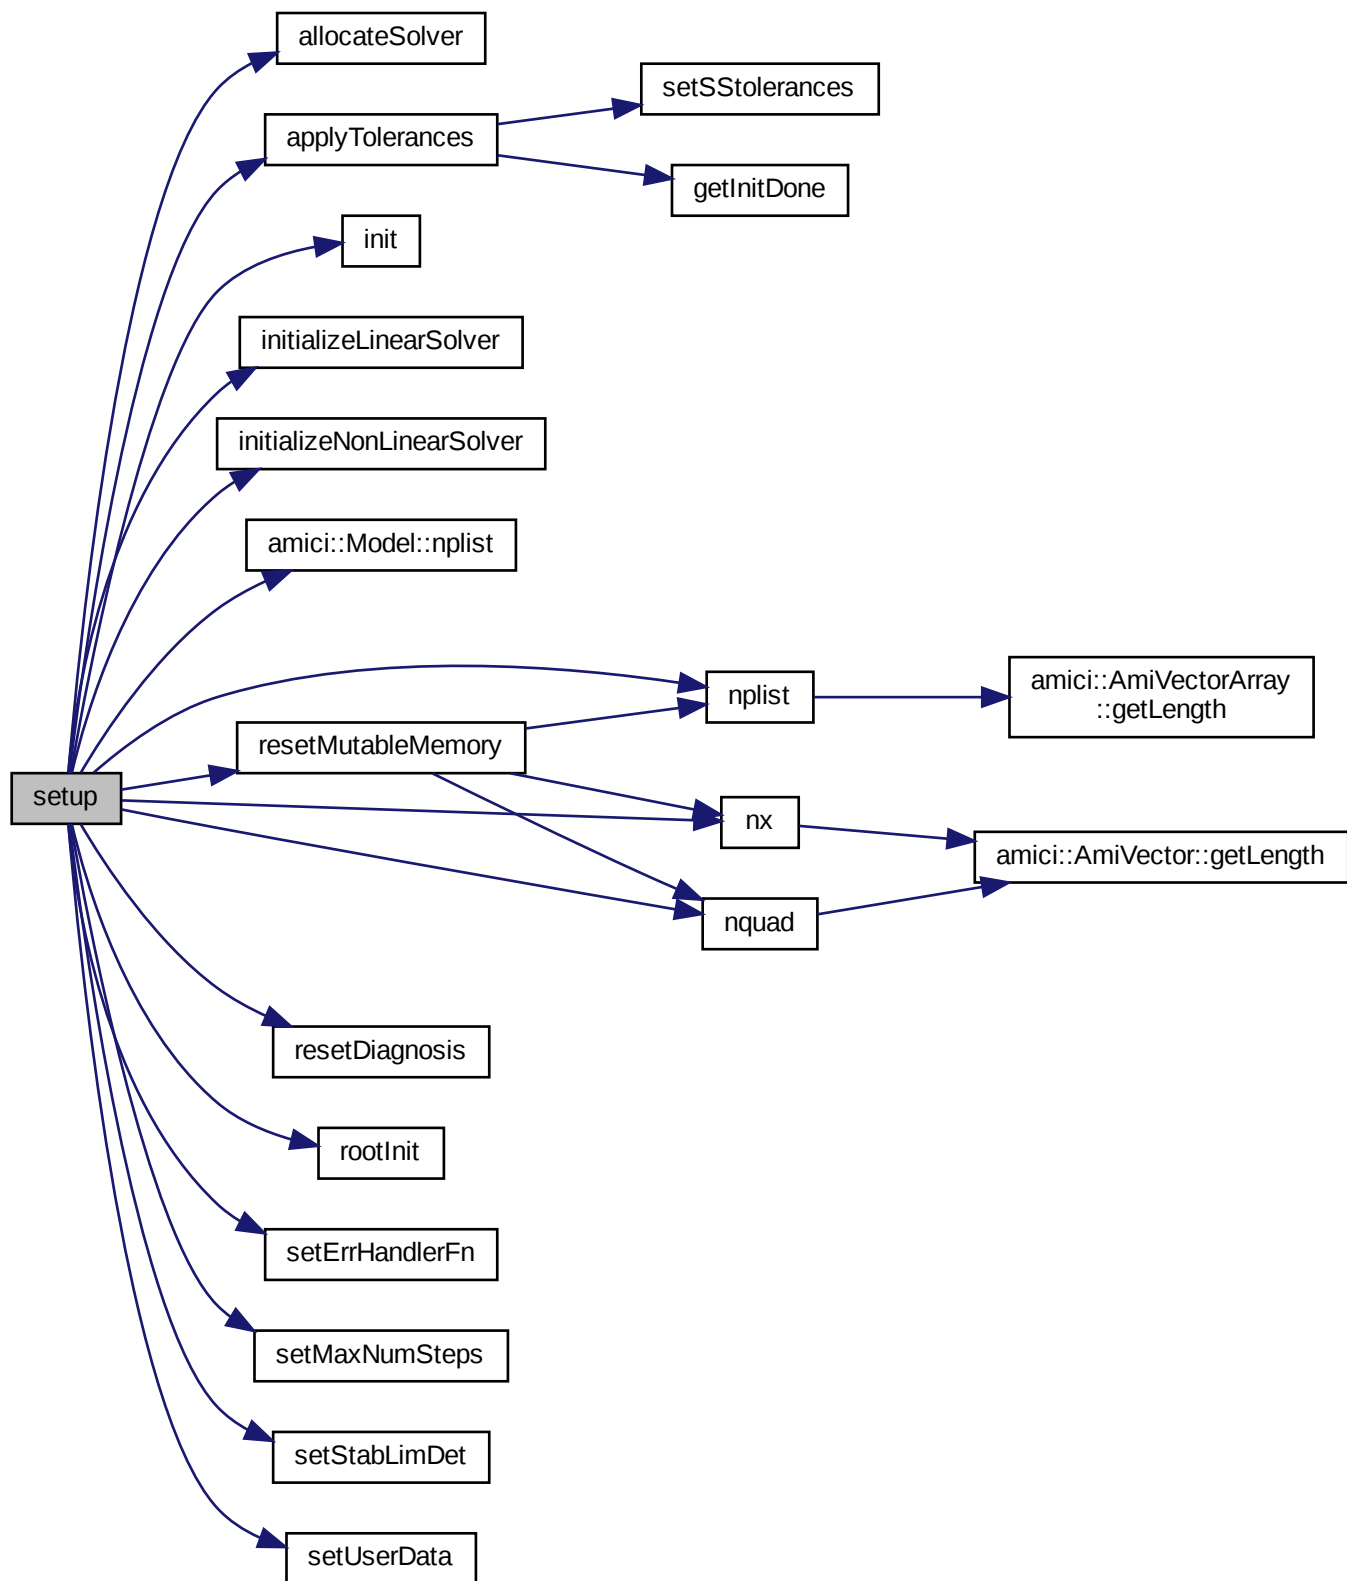 allocateSolver
setSStolerances
applyTolerances
getInitDone
init
initializeLinearSolver
initializeNonLinearSolver
amici::Model::nplist
nplist
amici::AmiVectorArray
::getLength
resetMutableMemory
setup
nx
amici::AmiVector::getLength
nquad
resetDiagnosis
rootInit
setErrHandlerFn
setMaxNumSteps
setStabLimDet
setUserData